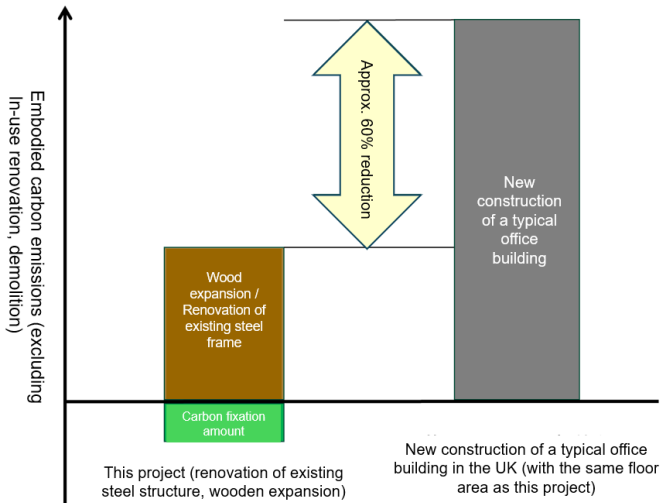 Embodied carbon emissions (excluding
In-use renovation, demolition)
Approx. 60% reduction
Wood
expansion /
Renovation of
existing steel
frame
Carbon fixation
amount
New
construction
of a typical
office
building
This project (renovation of existing
steel structure, wooden expansion)
New construction of a typical office
building in the UK (with the same floor
area as this project)